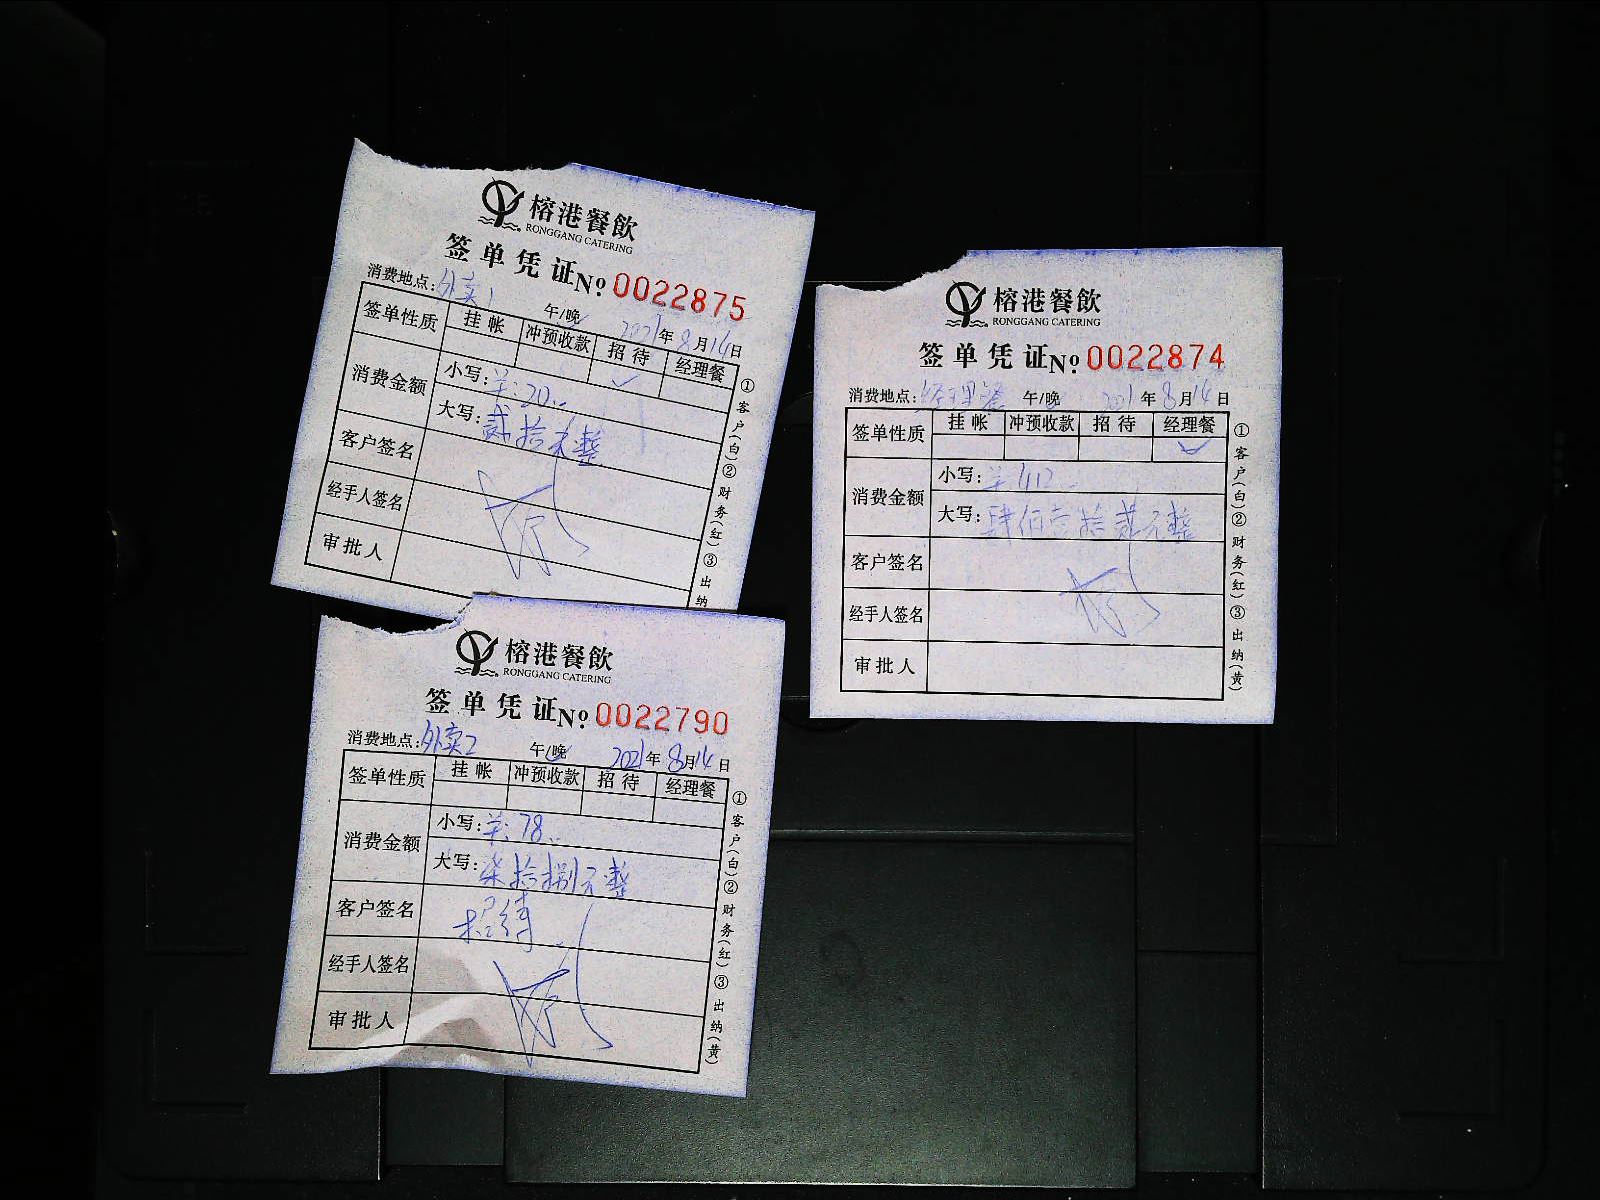 榕港餐飲
RONGGANG CATERING
签单凭证No 0022875
消费地点:外卖1 午/晚 2021年8月14日
签单性质 挂帐 冲预收款 招待 经理餐
✓
消费金额 小写:¥:20..
大写:贰拾元整
客户签名
经手人签名
审批人
①客户(白)②财务(红)③出纳
榕港餐飲
RONGGANG CATERING
签单凭证No 0022874
消费地点:经理餐 午/晚 2021年8月14日
签单性质 挂帐 冲预收款 招待 经理餐
✓
消费金额 小写:¥412..
大写:肆佰壹拾贰元整
客户签名
经手人签名
审批人
①客户(白)②财务(红)③出纳(黄)
榕港餐飲
RONGGANG CATERING
签单凭证No 0022790
消费地点:外卖2 午/晚 2021年8月14日
签单性质 挂帐 冲预收款 招待 经理餐
消费金额 小写:¥:78..
大写:柒拾捌元整
客户签名
经手人签名
审批人
①客户(白)②财务(红)③出纳(黄)